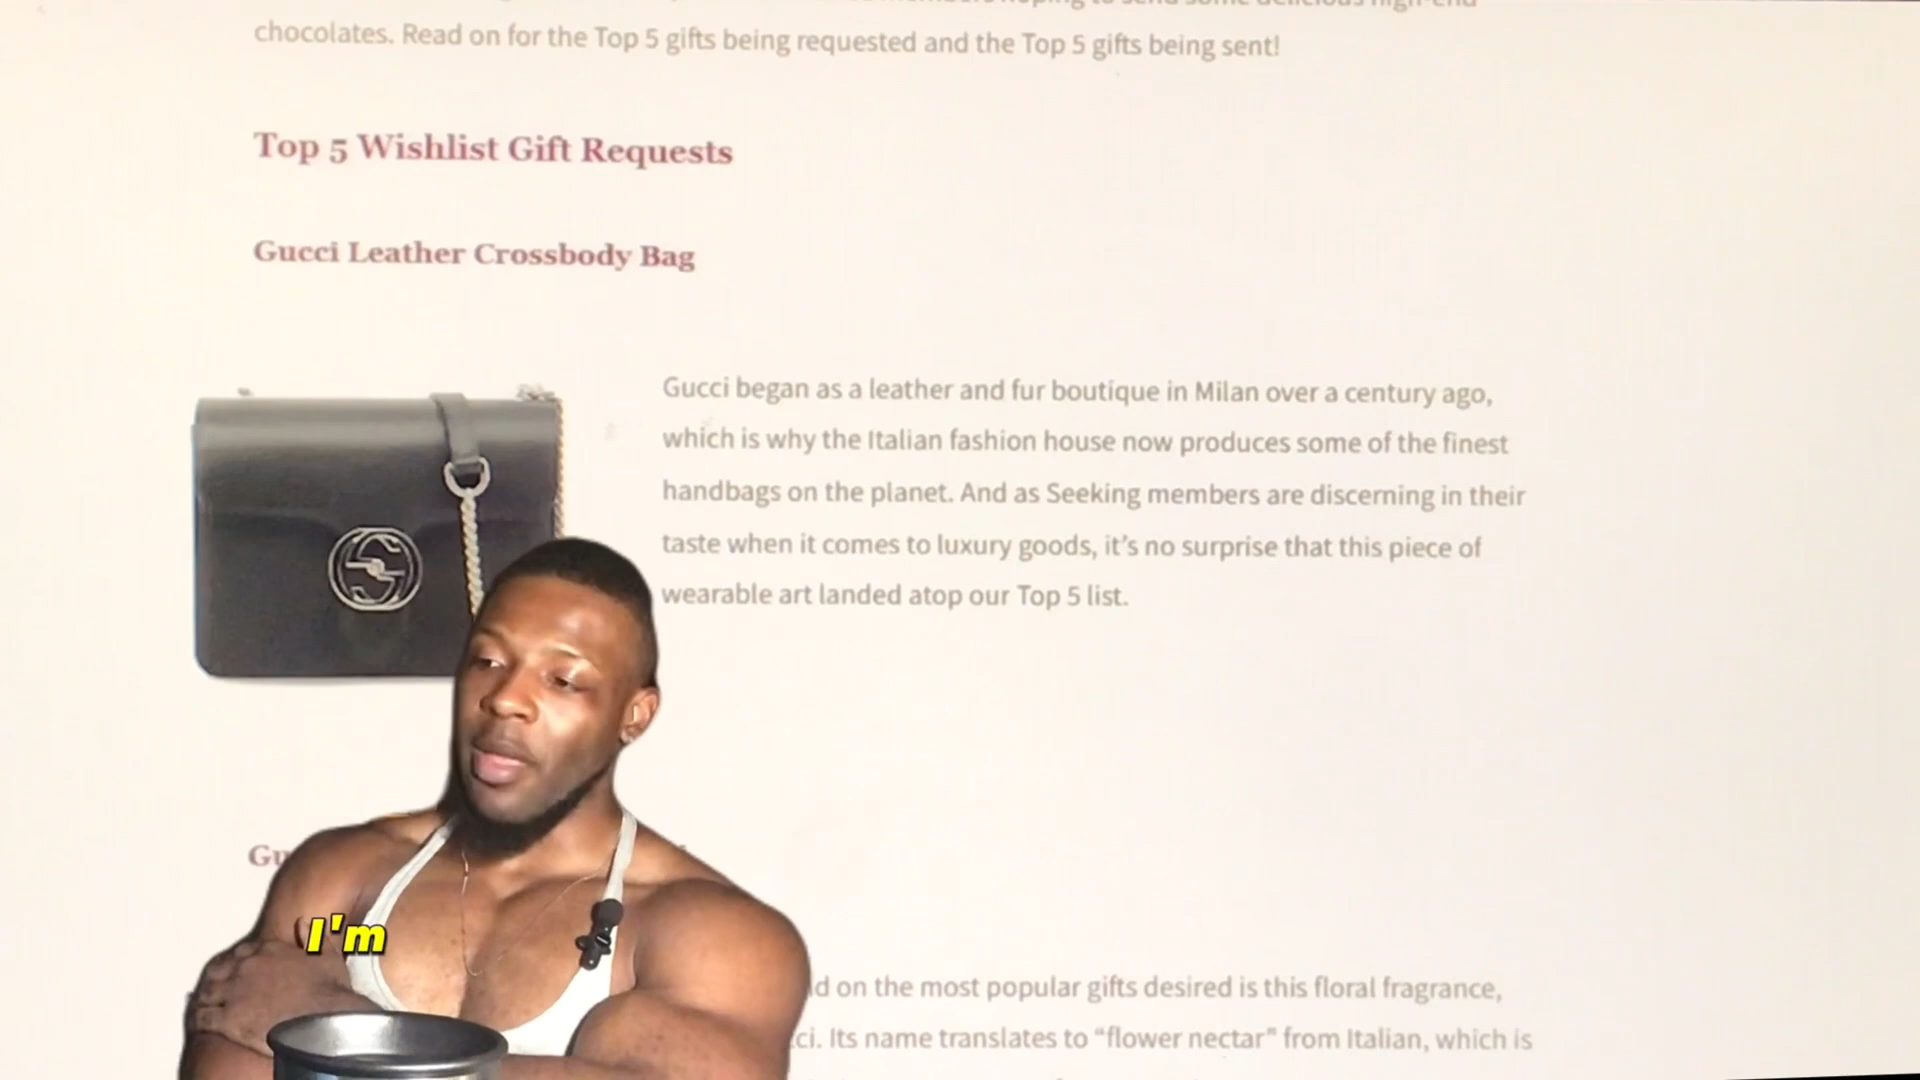 chocolates. Read on for the Top 5 gifts being requested and the Top 5 gifts being sent!
Top 5 Wishlist Gift Requests
Gucci Leather Crossbody Bag
Gucci began as a leather and fur boutique in Milan over a century ago,
which is why the Italian fashion house now produces some of the finest
handbags on the planet. And as Seeking members are discerning in their
taste when it comes to luxury goods, it's no surprise that this piece of
wearable art landed atop our Top 5 list.
I'm
on the most popular gifts desired is this floral fragrance,
Its name translates to “flower nectar” from Italian, which is